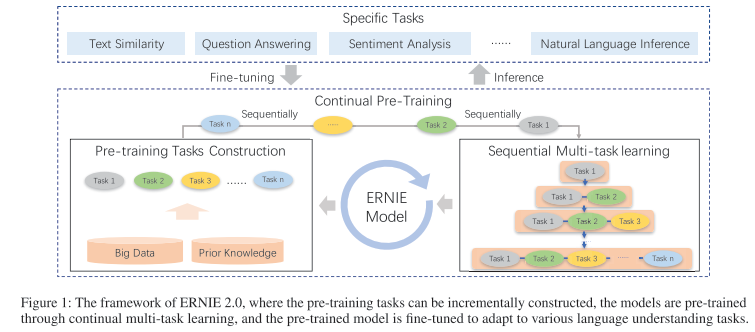 Specific Tasks
Text Similarity Question Answering Sentiment Analysis ...... Natural Language Inference
Fine-tuning Inference
Continual Pre-Training
Sequentially Sequentially
Task n ...... Task 2 Task 1
Pre-training Tasks Construction
Task 1 Task 2 Task 3 ...... Task n
Big Data Prior Knowledge
ERNIE
Model
Sequential Multi-task learning
Task 1
Task 1 Task 2
Task 1 Task 2 Task 3
Task 1 Task 2 Task 3 ...... Task n
Figure 1: The framework of ERNIE 2.0, where the pre-training tasks can be incrementally constructed, the models are pre-trained
through continual multi-task learning, and the pre-trained model is fine-tuned to adapt to various language understanding tasks.